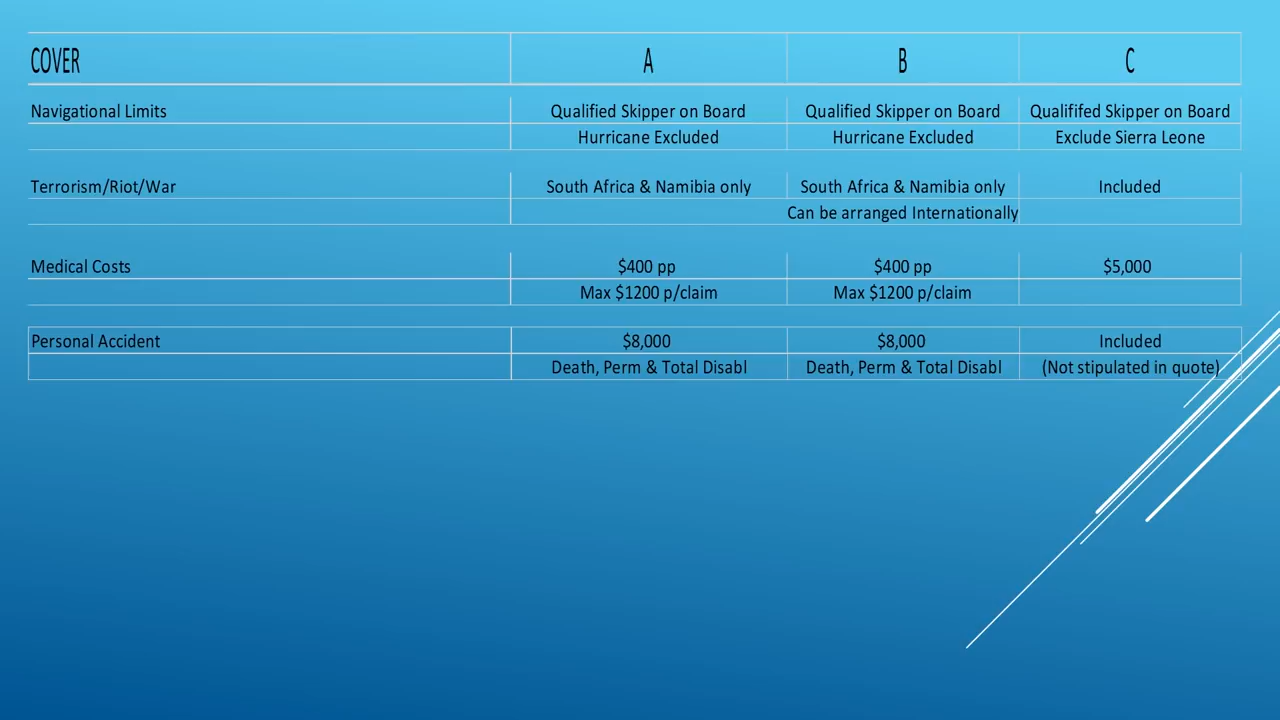 COVER A B C
Navigational Limits Qualified Skipper on Board Qualified Skipper on Board Qualififed Skipper on Board
Hurricane Excluded Hurricane Excluded Exclude Sierra Leone
Terrorism/Riot/War South Africa & Namibia only South Africa & Namibia only Included
Can be arranged Internationally
Medical Costs $400 pp $400 pp $5,000
Max $1200 p/claim Max $1200 p/claim
Personal Accident $8,000 $8,000 Included
Death, Perm & Total Disabl Death, Perm & Total Disabl (Not stipulated in quote)